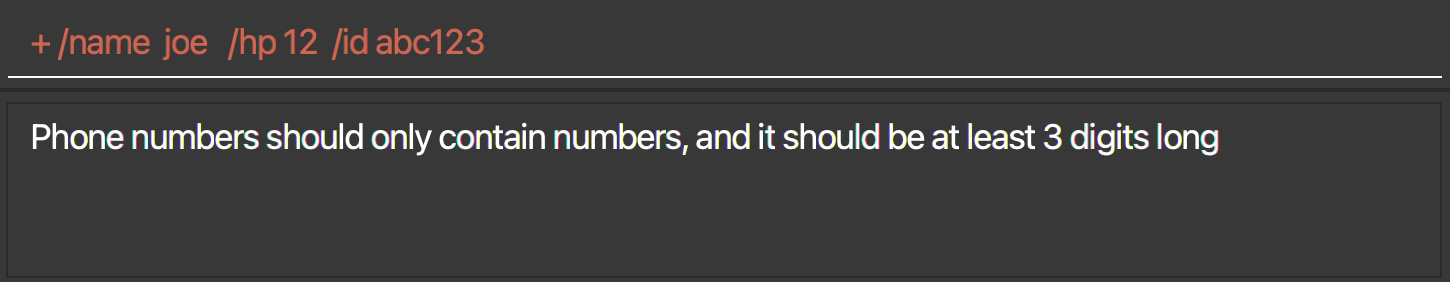 + /name joe /hp 12 /id abc123
Phone numbers should only contain numbers, and it should be at least 3 digits long